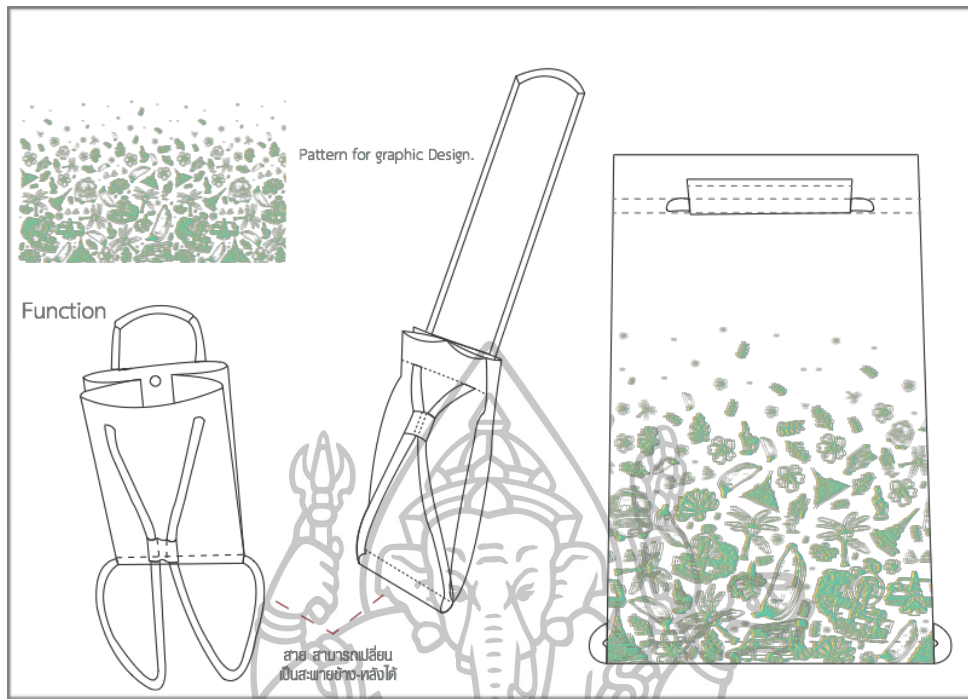 Pattern for graphic Design.
Function
สาย สามารถเปลี่ยน
เป็นสะพายข้าง-หลังได้